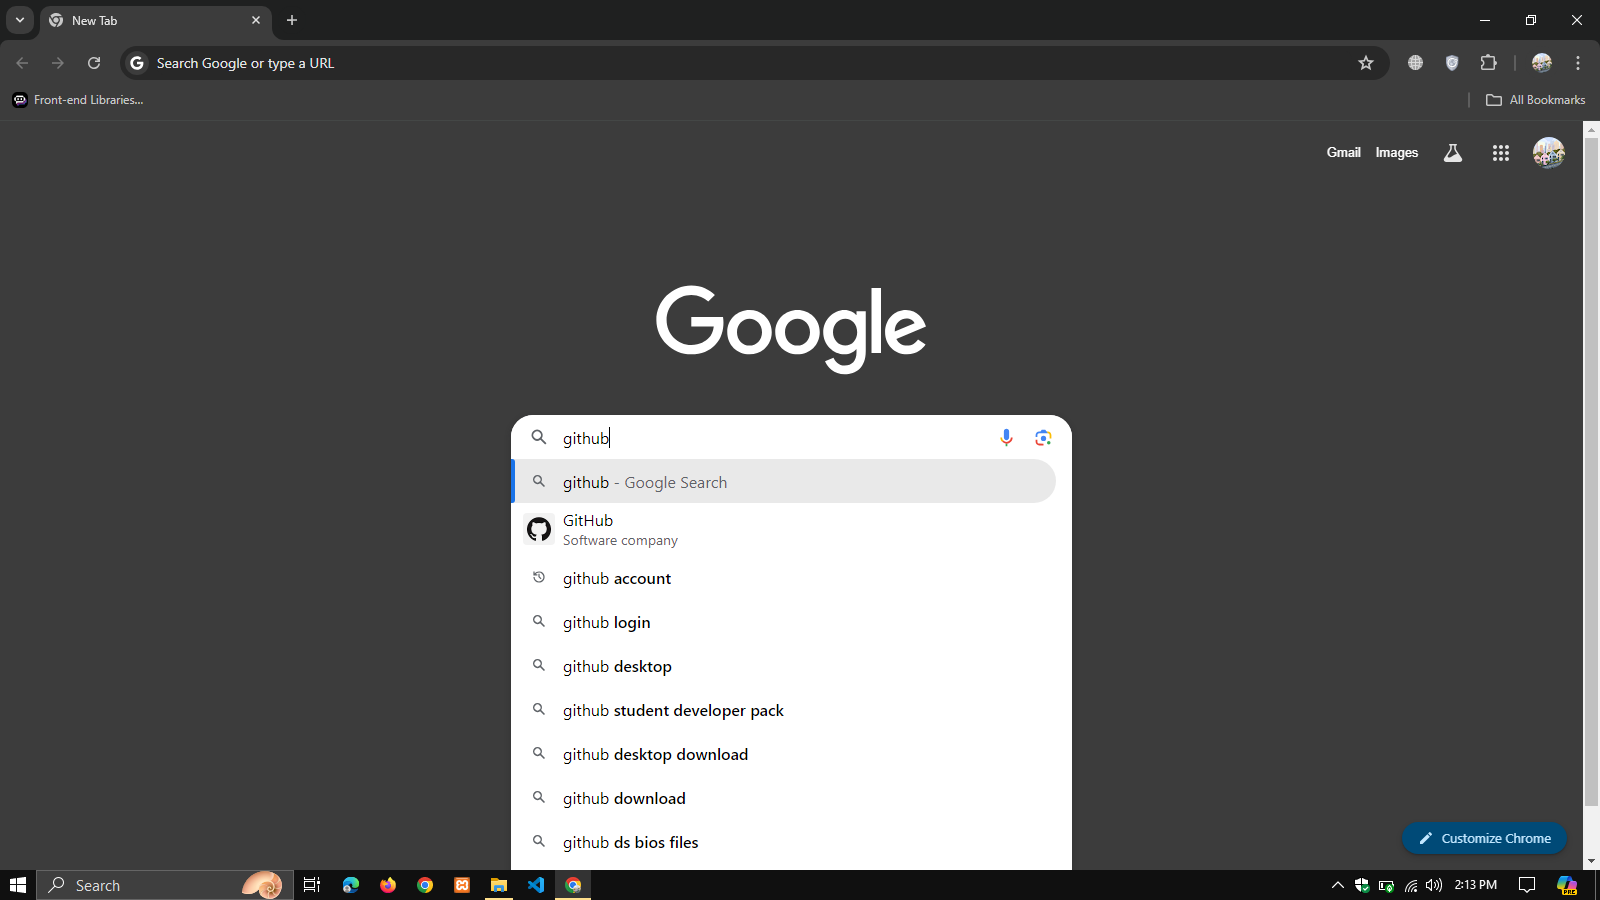 New Tab
Search Google or type a URL
Front-end Libraries...
All Bookmarks
Gmail Images
Google
github
github - Google Search
GitHub
Software company
github account
github login
github desktop
github student developer pack
github desktop download
github download
github ds bios files
Customize Chrome
Search
2:13 PM
PRE